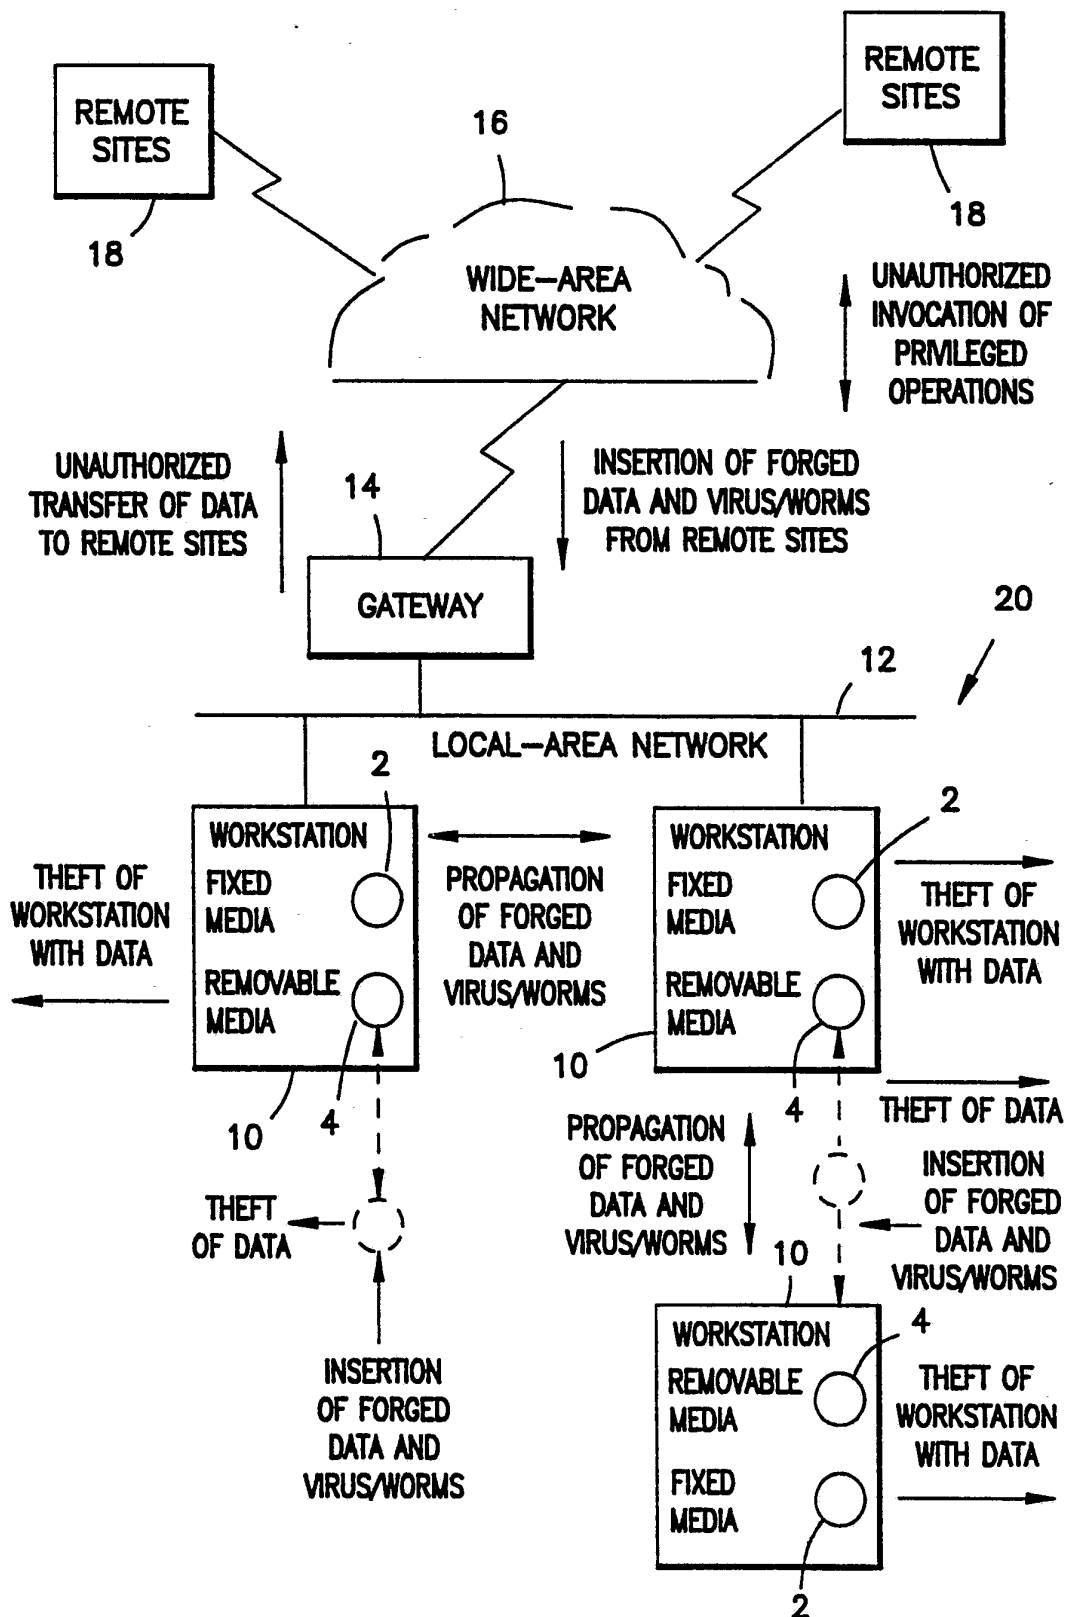 REMOTE
SITES
18
REMOTE
SITES
18
16
WIDE-AREA
NETWORK
UNAUTHORIZED
INVOCATION OF
PRIVILEGED
OPERATIONS
UNAUTHORIZED
TRANSFER OF DATA
TO REMOTE SITES
14
INSERTION OF FORGED
DATA AND VIRUS/WORMS
FROM REMOTE SITES
GATEWAY
20
12
LOCAL-AREA NETWORK
2
WORKSTATION
FIXED
MEDIA
REMOVABLE
MEDIA
THEFT OF
WORKSTATION
WITH DATA
PROPAGATION
OF FORGED
DATA AND
VIRUS/WORMS
2
WORKSTATION
FIXED
MEDIA
REMOVABLE
MEDIA
THEFT OF
WORKSTATION
WITH DATA
10
4
10
4
THEFT OF DATA
THEFT
OF DATA
INSERTION
OF FORGED
DATA AND
VIRUS/WORMS
PROPAGATION
OF FORGED
DATA AND
VIRUS/WORMS
INSERTION
OF FORGED
DATA AND
VIRUS/WORMS
10
4
WORKSTATION
REMOVABLE
MEDIA
FIXED
MEDIA
THEFT OF
WORKSTATION
WITH DATA
2